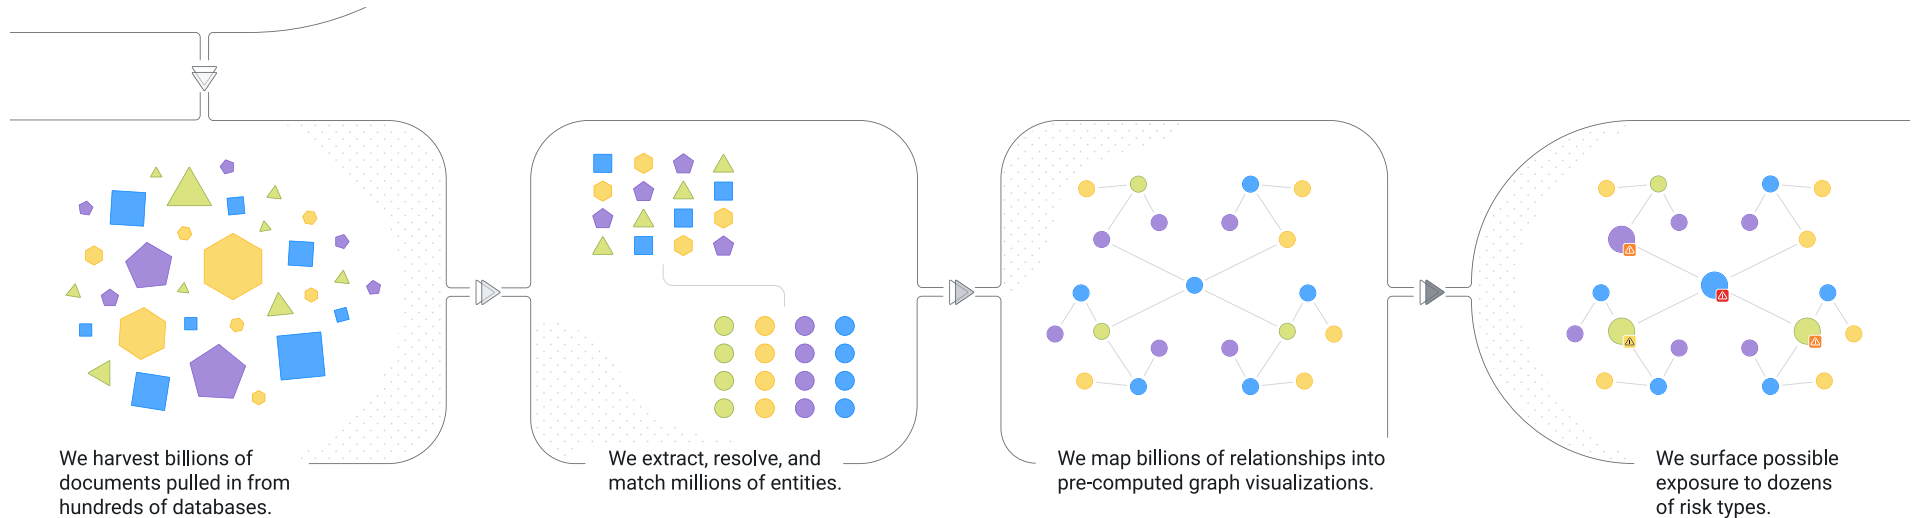 We harvest billions of
documents pulled in from
hundreds of databases.
We extract, resolve, and
match millions of entities.
We map billions of relationships into
pre-computed graph visualizations.
We surface possible
exposure to dozens
of risk types.